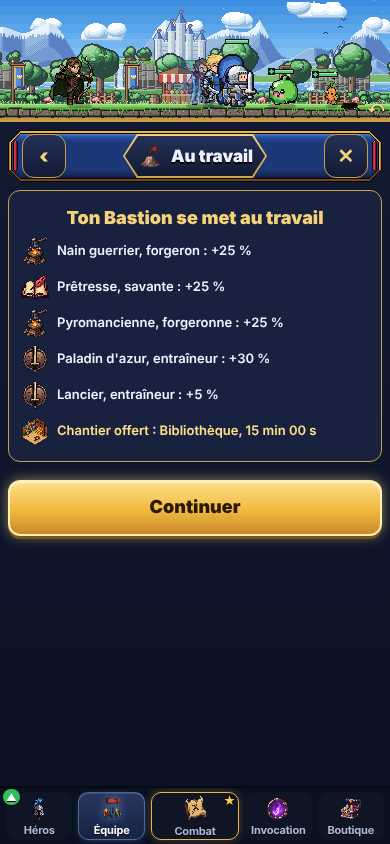 Au travail
Ton Bastion se met au travail
Nain guerrier, forgeron : +25 %
Prêtresse, savante : +25 %
Pyromancienne, forgeronne : +25 %
Paladin d'azur, entraîneur : +30 %
Lancier, entraîneur : +5 %
Chantier offert : Bibliothèque, 15 min 00 s
Continuer
Héros
Équipe
Combat
Invocation
Boutique